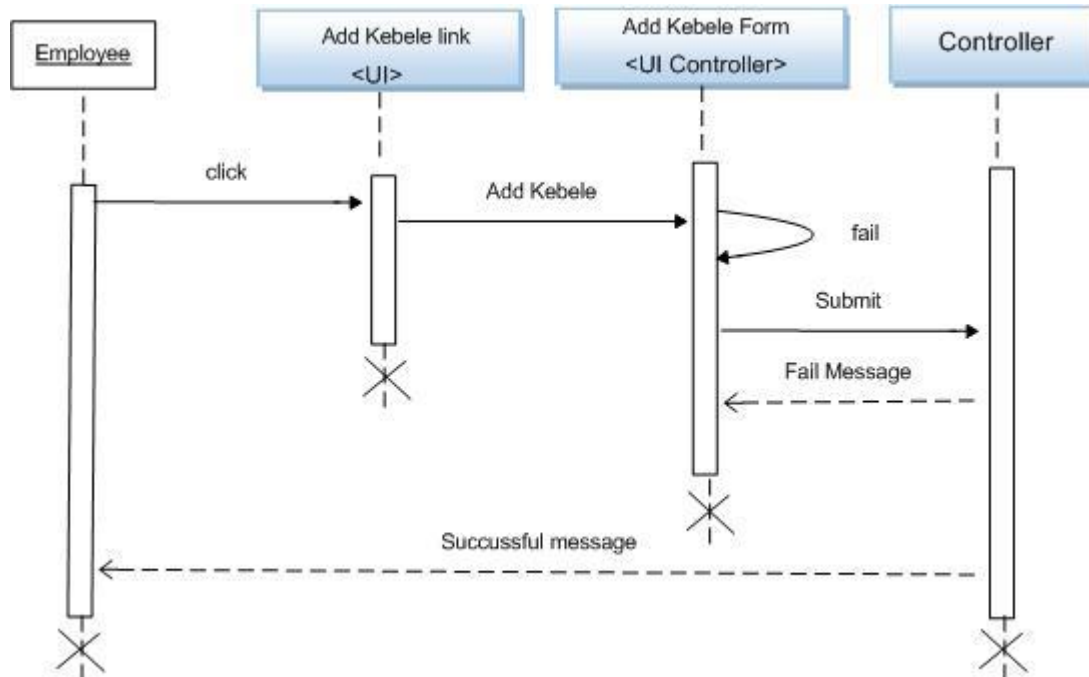 Employee
Add Kebele link
<UI>
Add Kebele Form
<UI Controller>
Controller
click
Add Kebele
fail
Submit
Fail Message
Succussful message